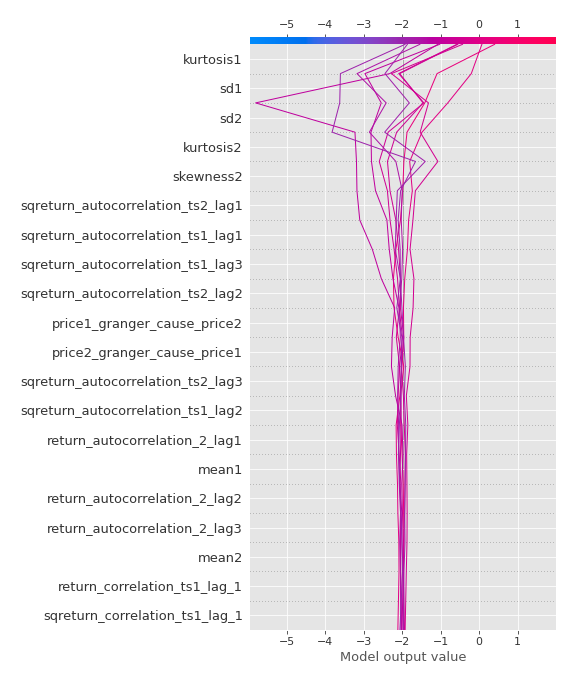 −5 −4 −3 −2 −1 0 1
kurtosis1
sd1
sd2
kurtosis2
skewness2
sqreturn_autocorrelation_ts2_lag1
sqreturn_autocorrelation_ts1_lag1
sqreturn_autocorrelation_ts1_lag3
sqreturn_autocorrelation_ts2_lag2
price1_granger_cause_price2
price2_granger_cause_price1
sqreturn_autocorrelation_ts2_lag3
sqreturn_autocorrelation_ts1_lag2
return_autocorrelation_2_lag1
mean1
return_autocorrelation_2_lag2
return_autocorrelation_2_lag3
mean2
return_correlation_ts1_lag_1
sqreturn_correlation_ts1_lag_1
−5 −4 −3 −2 −1 0 1
Model output value